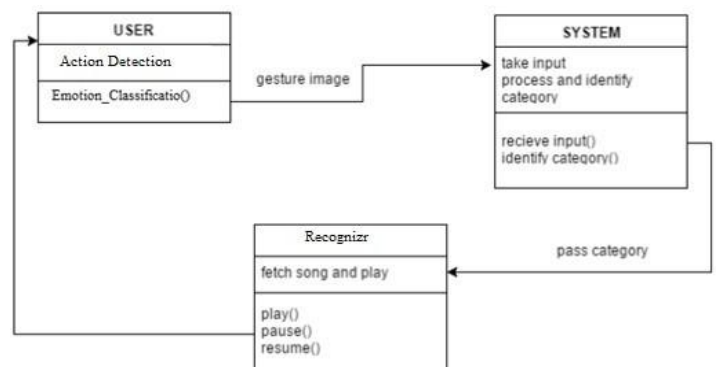 USER
Action Detection
Emotion_Classificatio()
gesture image
SYSTEM
take input
process and identify
category
recieve input()
identify category()
pass category
Recognizr
fetch song and play
play()
pause()
resume()